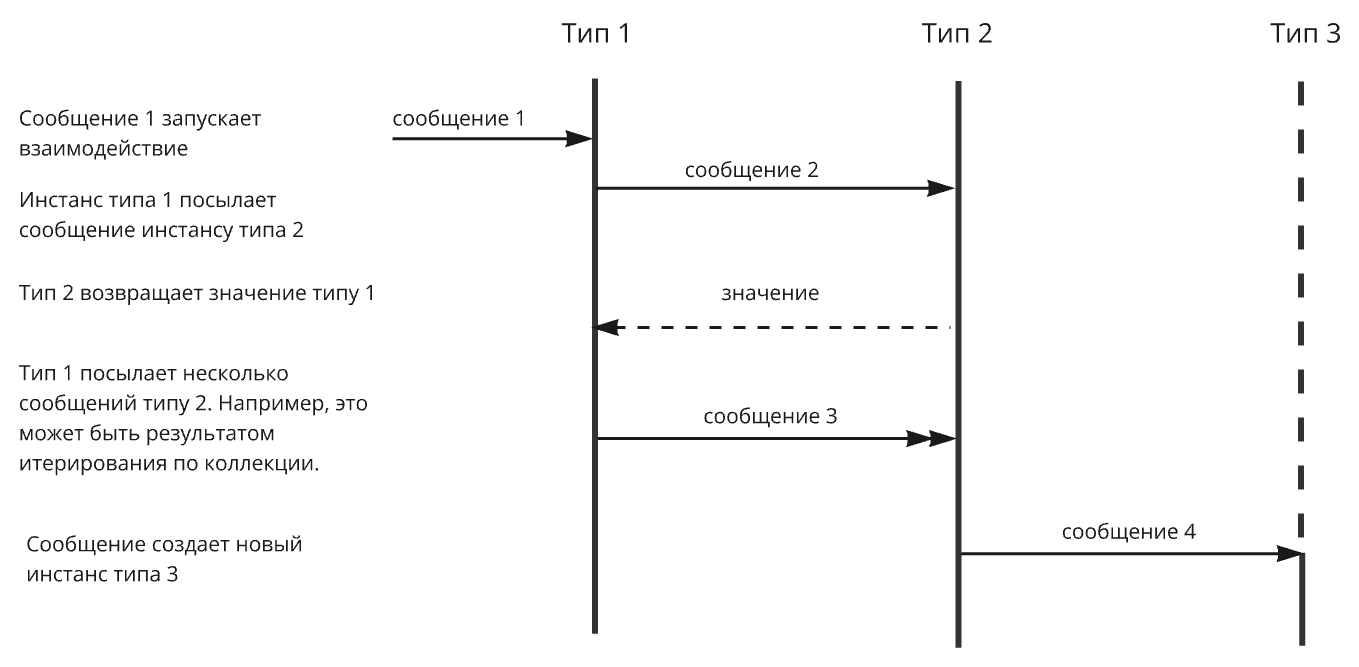 Тип 1
Тип 2
Тип 3
Сообщение 1 запускает
взаимодействие
сообщение 1
сообщение 2
Инстанс типа 1 посылает
сообщение инстансу типа 2
Тип 2 возвращает значение типу 1
значение
Тип 1 посылает несколько
сообщений типу 2. Например, это
может быть результатом
итерирования по коллекции.
сообщение 3
Сообщение создает новый
инстанс типа 3
сообщение 4